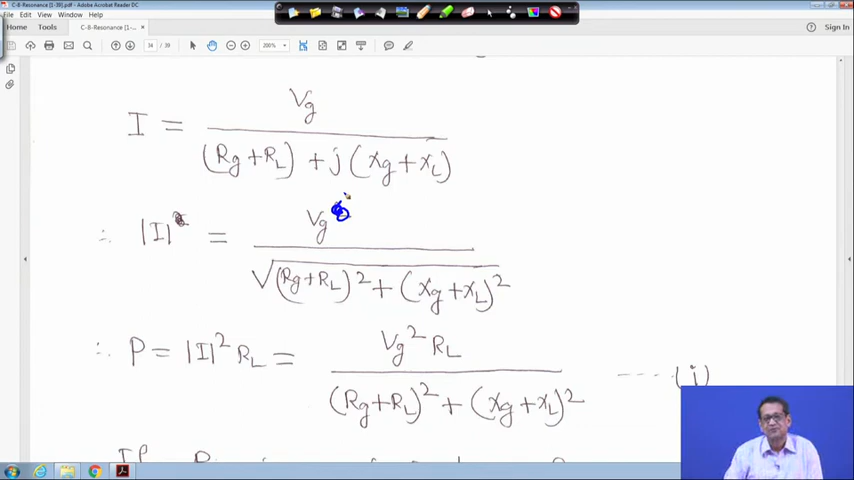 C-8-Resonance [1-39].pdf - Adobe Acrobat Reader DC
File Edit View Window Help
Home Tools C-8-Resonance [1-... × Sign In
34 / 39 200%
I = Vg / (Rg+RL) + j(Xg+XL)
∴ |I| = Vg / √(Rg+RL)² + (Xg+XL)²
∴ P = |I|² RL = Vg² RL / (Rg+RL)² + (Xg+XL)² ---- (i)